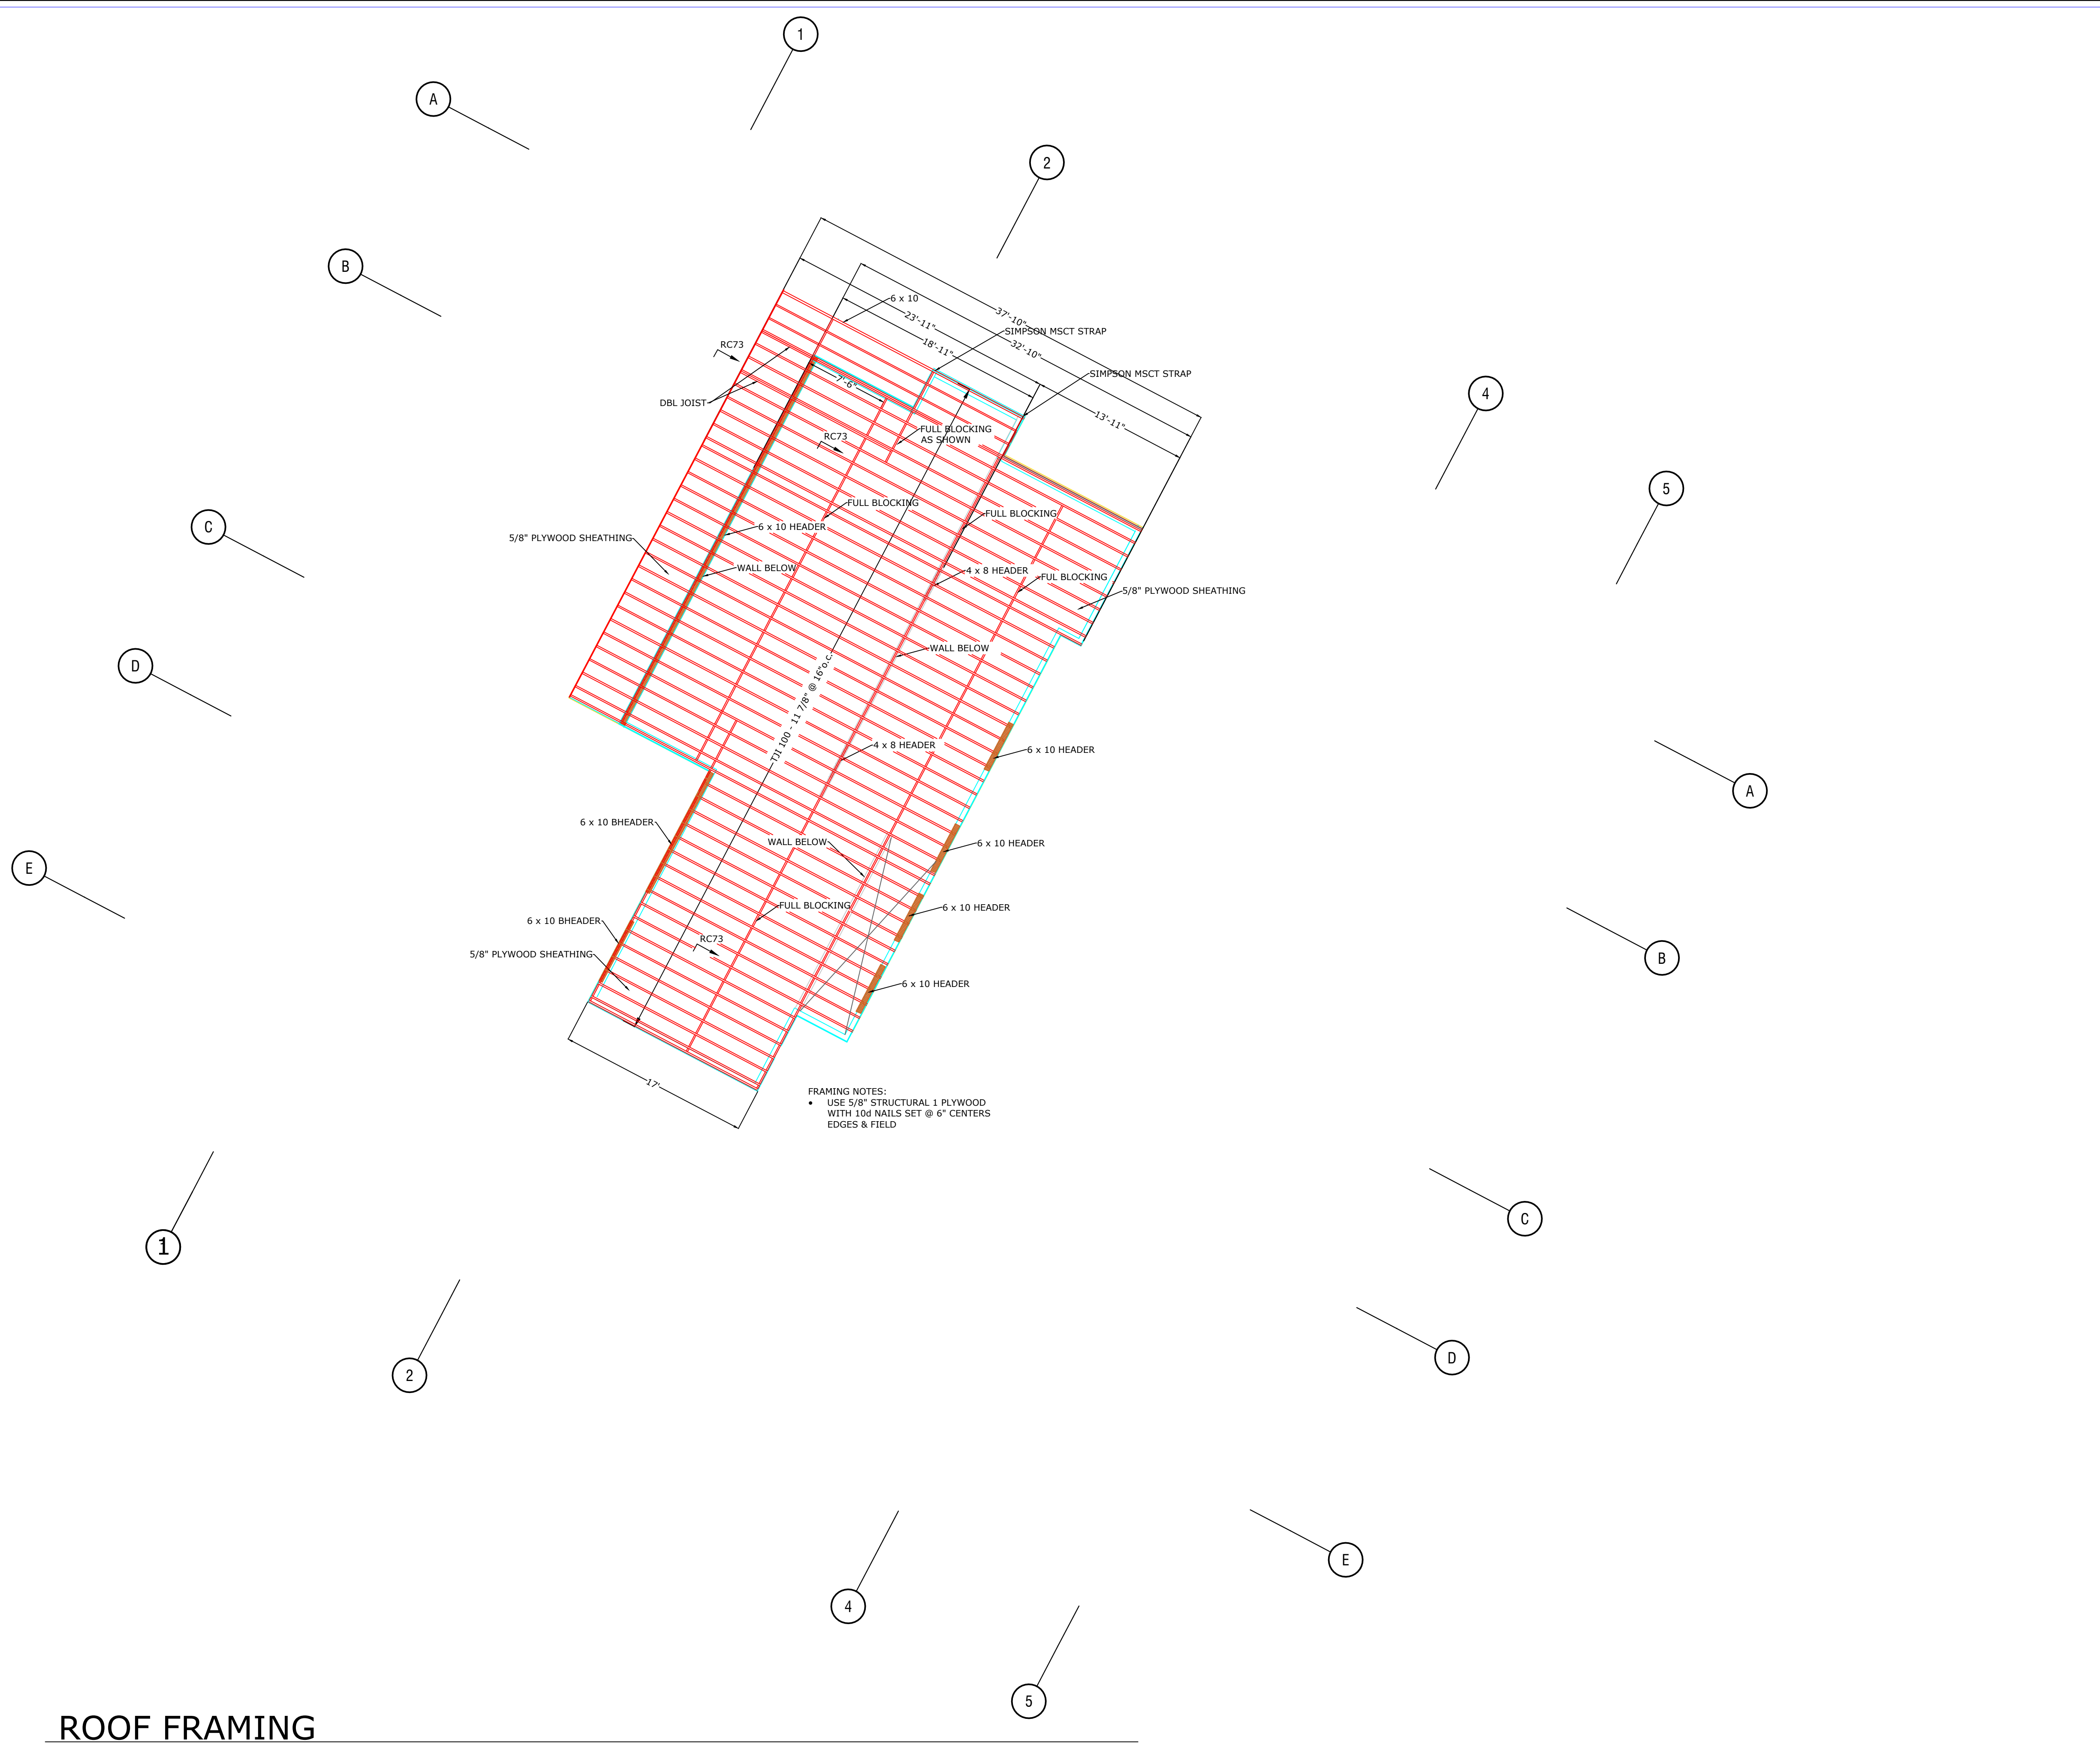 1
A
2
B
6 x 10
37'-10"
23'-11"
SIMPSON MSCT STRAP
32'-10"
18'-11"
RC73
SIMPSON MSCT STRAP
7'-6"
4
DBL JOIST
13'-11"
FULL BLOCKING
AS SHOWN
RC73
5
FULL BLOCKING
FULL BLOCKING
C
6 x 10 HEADER
5/8" PLYWOOD SHEATHING
WALL BELOW
4 x 8 HEADER
FUL BLOCKING
5/8" PLYWOOD SHEATHING
WALL BELOW
D
TJI 100 - 11 7/8" @ 16"o.c.
4 x 8 HEADER
6 x 10 HEADER
A
6 x 10 BHEADER
WALL BELOW
6 x 10 HEADER
E
FULL BLOCKING
6 x 10 HEADER
6 x 10 BHEADER
RC73
5/8" PLYWOOD SHEATHING
B
6 x 10 HEADER
17'
FRAMING NOTES:
• USE 5/8" STRUCTURAL 1 PLYWOOD
WITH 10d NAILS SET @ 6" CENTERS
EDGES & FIELD
C
1
D
2
E
4
5
ROOF FRAMING